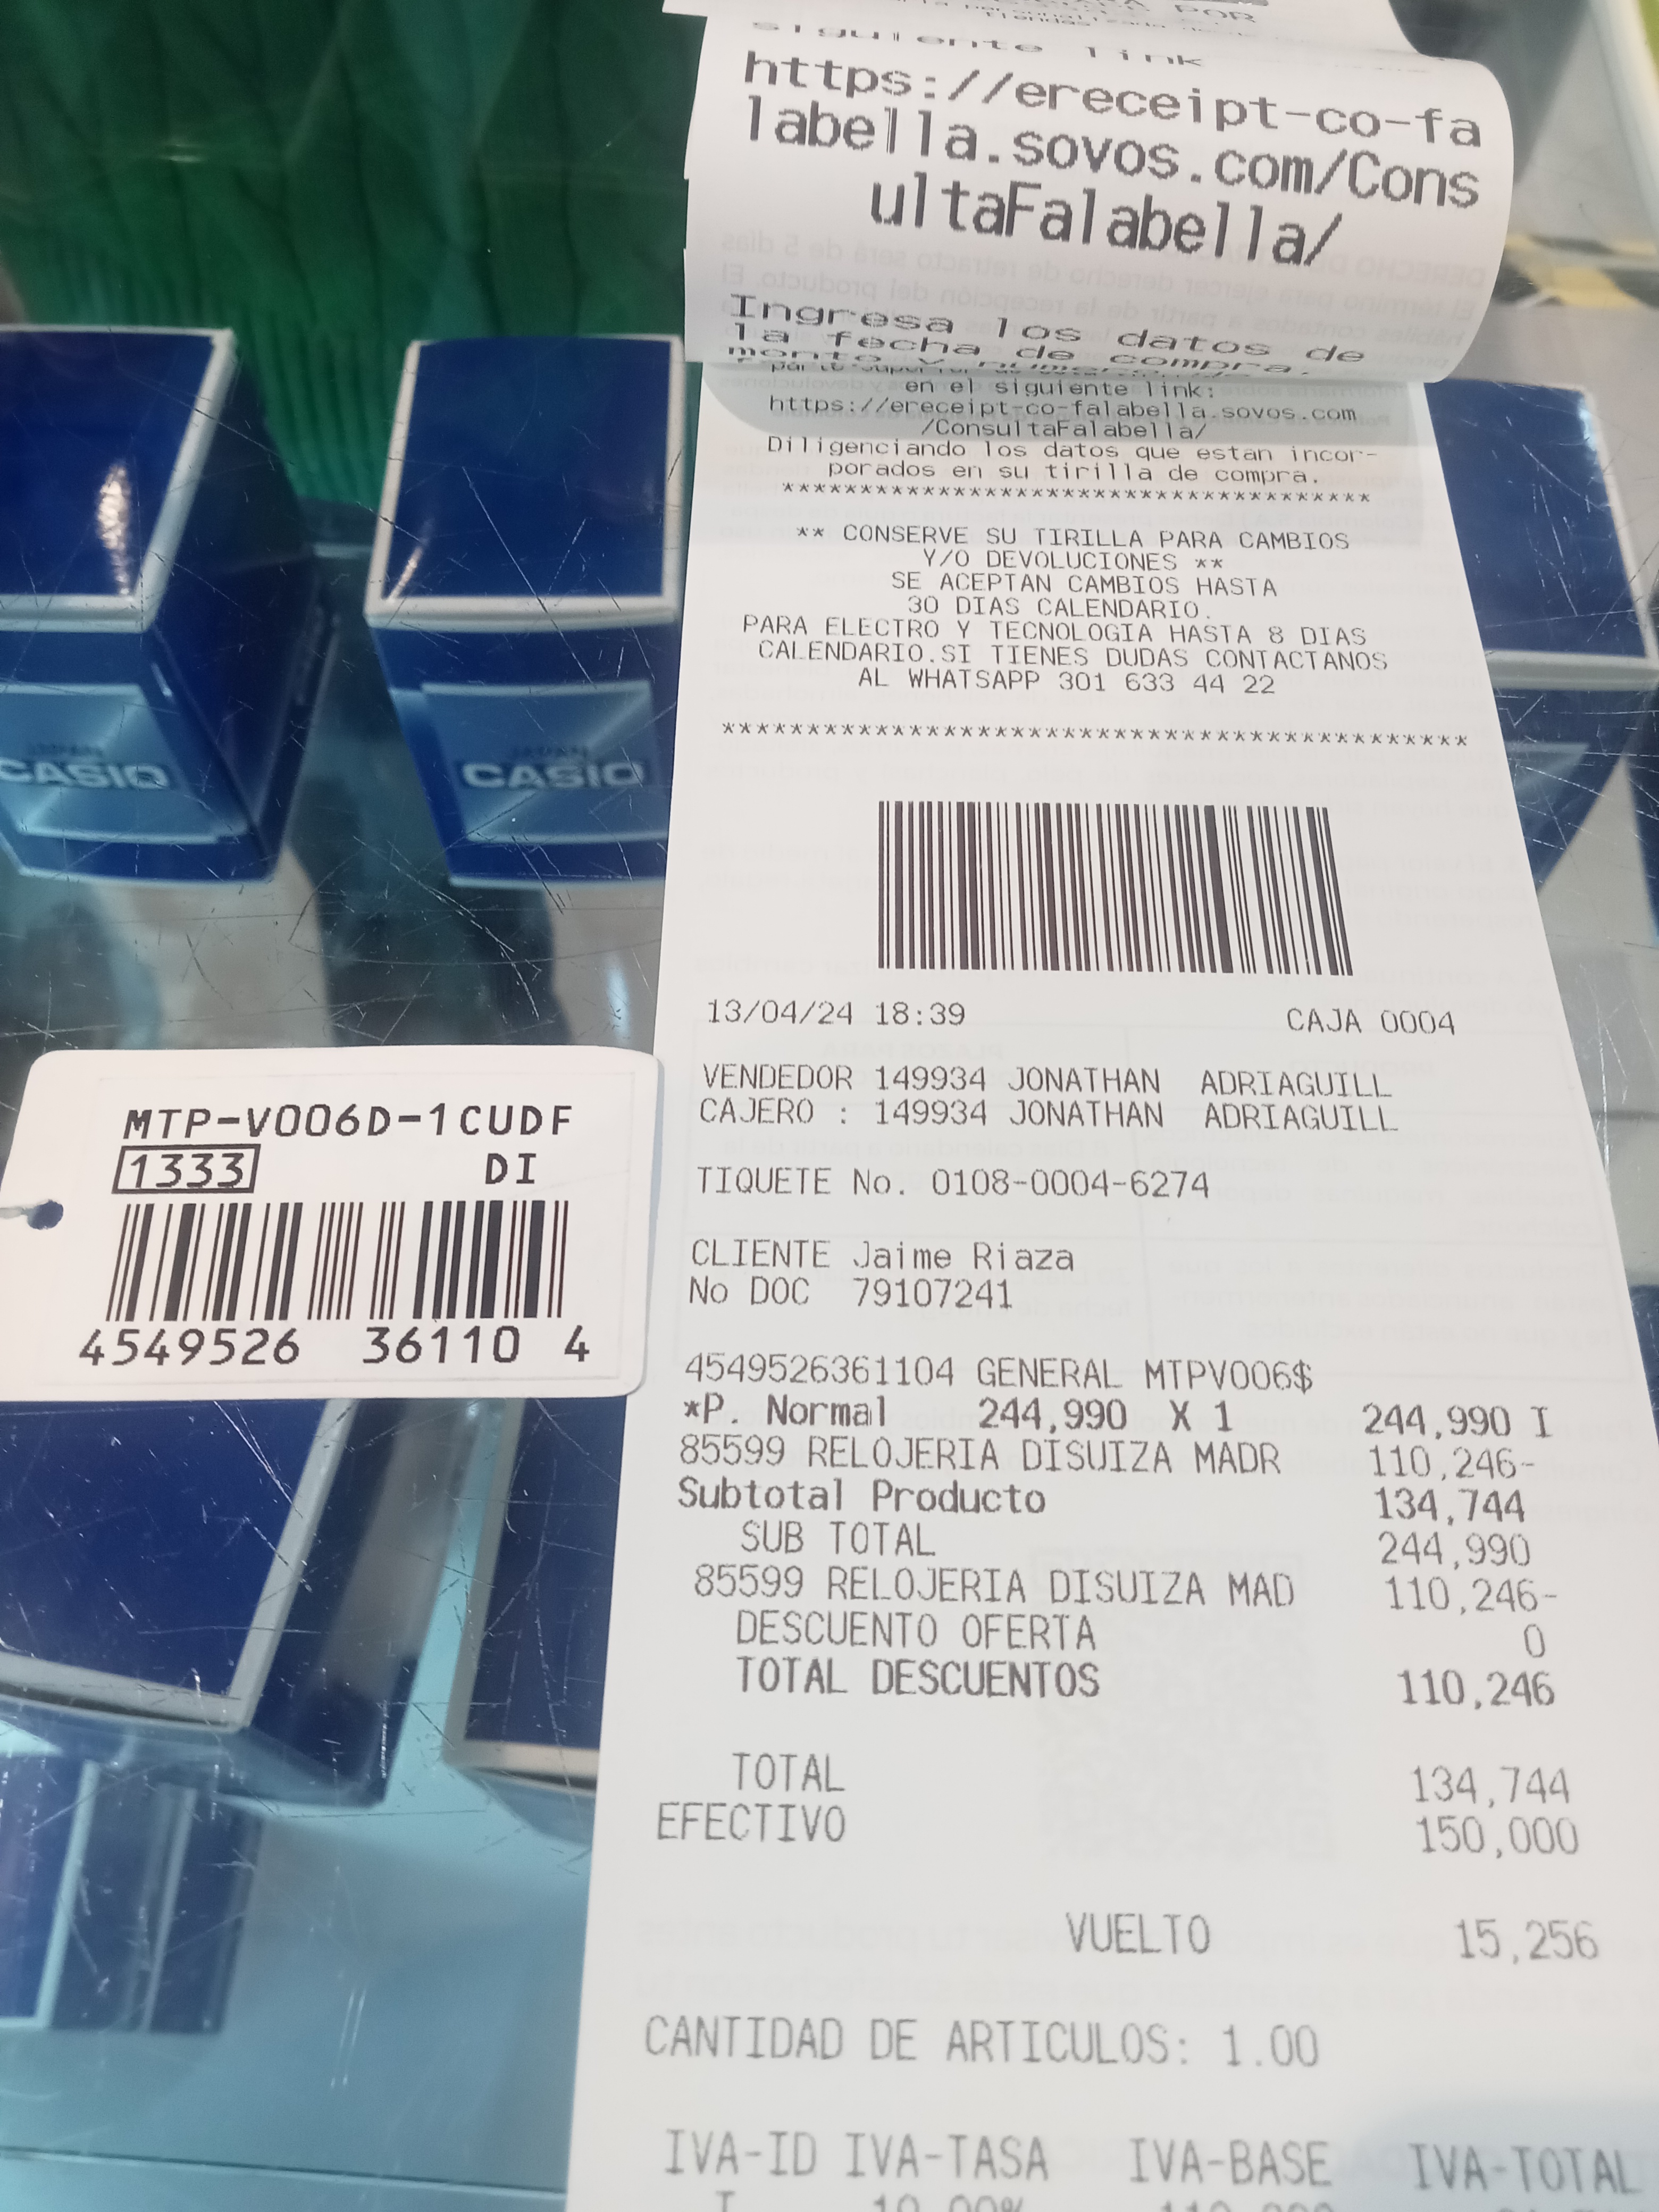 POR
siguiente link
https://ereceipt-co-fa
labella.sovos.com/Cons
ultaFalabella/
Ingresa los datos de
la fecha de compra,
monto y número
en el siguiente link:
https://ereceipt-co-falabella.sovos.com
/ConsultaFalabella/
Diligenciando los datos que estan incor-
porados en su tirilla de compra.
**************************************
** CONSERVE SU TIRILLA PARA CAMBIOS
Y/O DEVOLUCIONES **
SE ACEPTAN CAMBIOS HASTA
30 DIAS CALENDARIO.
PARA ELECTRO Y TECNOLOGIA HASTA 8 DIAS
CALENDARIO.SI TIENES DUDAS CONTACTANOS
AL WHATSAPP 301 633 44 22
********************************************
13/04/24 18:39 CAJA 0004
VENDEDOR 149934 JONATHAN ADRIAGUILL
CAJERO : 149934 JONATHAN ADRIAGUILL
TIQUETE No. 0108-0004-6274
CLIENTE Jaime Riaza
No DOC 79107241
4549526361104 GENERAL MTPV006$
*P. Normal 244,990 X 1 244,990 I
85599 RELOJERIA DISUIZA MADR 110,246-
Subtotal Producto 134,744
SUB TOTAL 244,990
85599 RELOJERIA DISUIZA MAD 110,246-
DESCUENTO OFERTA 0
TOTAL DESCUENTOS 110,246
TOTAL 134,744
EFECTIVO 150,000
VUELTO 15,256
CANTIDAD DE ARTICULOS: 1.00
IVA-ID IVA-TASA IVA-BASE IVA-TOTAL
MTP-V006D-1CUDF
1333 DI
4549526 36110 4
CASIO
CASIO